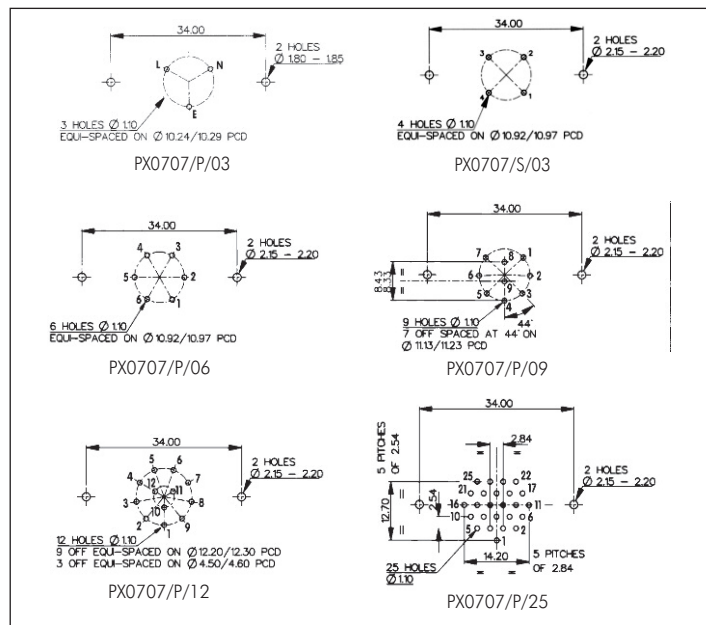 34.00
2 HOLES
Ø 1.80 – 1.85
L
N
E
3 HOLES Ø 1.10
EQUI-SPACED ON Ø 10.24/10.29 PCD
PX0707/P/03
34.00
2 HOLES
Ø 2.15 – 2.20
3
2
4
1
4 HOLES Ø 1.10
EQUI-SPACED ON Ø 10.92/10.97 PCD
PX0707/S/03
34.00
2 HOLES
Ø 2.15 – 2.20
4
3
5
2
6
1
6 HOLES Ø 1.10
EQUI-SPACED ON Ø 10.92/10.97 PCD
PX0707/P/06
34.00
2 HOLES
Ø 2.15 – 2.20
8.43
8.33
=
=
7
8
1
6
2
9
5
3
4
44°
9 HOLES Ø 1.10
7 OFF SPACED AT 44° ON
Ø 11.13/11.23 PCD
PX0707/P/09
34.00
2 HOLES
Ø 2.15 – 2.20
5
6
4
7
12
11
3
8
10
2
9
1
12 HOLES Ø 1.10
9 OFF EQUI-SPACED ON Ø 12.20/12.30 PCD
3 OFF EQUI-SPACED ON Ø 4.50/4.60 PCD
PX0707/P/12
34.00
5 PITCHES
OF 2.54
2.84
=
=
2 HOLES
Ø 2.15 – 2.20
25
22
21
17
=
=
12.70
2.54
16
11
10
6
5
2
1
14.20
5 PITCHES
OF 2.84
25 HOLES
Ø 1.10
=
=
PX0707/P/25